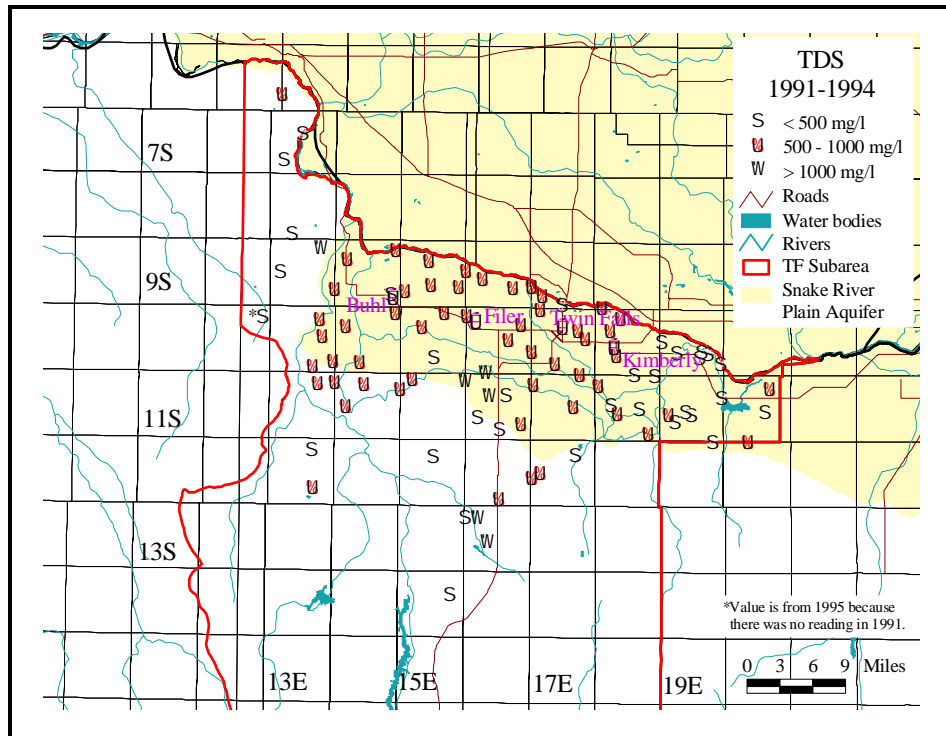 TDS
1991-1994
S < 500 mg/l
500 - 1000 mg/l
W > 1000 mg/l
Roads
Water bodies
Rivers
TF Subarea
Snake River
Plain Aquifer
7S
9S
11S
13S
Buhl
Filer
Twin Falls
Kimberly
*
*Value is from 1995 because
there was no reading in 1991.
0 3 6 9 Miles
13E
15E
17E
19E